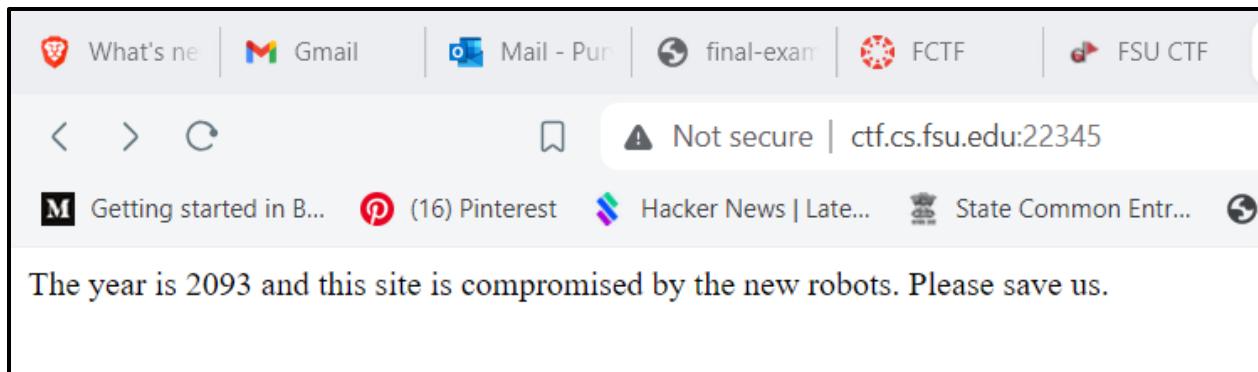 What's ne Gmail Mail - Pur final-exam FCTF FSU CTF
Not secure | ctf.cs.fsu.edu:22345
M Getting started in B... (16) Pinterest Hacker News | Late... State Common Entr...
The year is 2093 and this site is compromised by the new robots. Please save us.